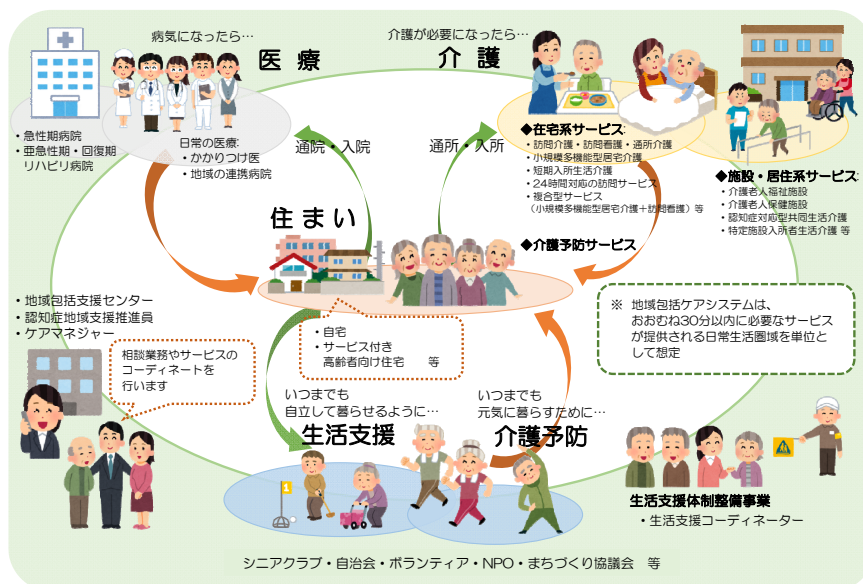 病気になったら…
医療
・急性期病院
・亜急性期・回復期
リハビリ病院
日常の医療:
・かかりつけ医
・地域の連携病院
通院・入院
介護が必要になったら…
介護
通所・入所
◆在宅系サービス:
・訪問介護・訪問看護・通所介護
・小規模多機能型居宅介護
・短期入所生活介護
・24時間対応の訪問サービス
・複合型サービス
(小規模多機能型居宅介護+訪問看護)等
◆介護予防サービス
◆施設・居住系サービス:
・介護老人福祉施設
・介護老人保健施設
・認知症対応型共同生活介護
・特定施設入所者生活介護 等
住まい
・自宅
・サービス付き
高齢者向け住宅 等
※ 地域包括ケアシステムは、
おおむね30分以内に必要なサービス
が提供される日常生活圏域を単位と
して想定
・地域包括支援センター
・認知症地域支援推進員
・ケアマネジャー
相談業務やサービスの
コーディネートを
行います
いつまでも
自立して暮らせるように…
生活支援
いつまでも
元気に暮らすために…
介護予防
1
生活支援体制整備事業
・生活支援コーディネーター
シニアクラブ・自治会・ボランティア・NPO・まちづくり協議会 等